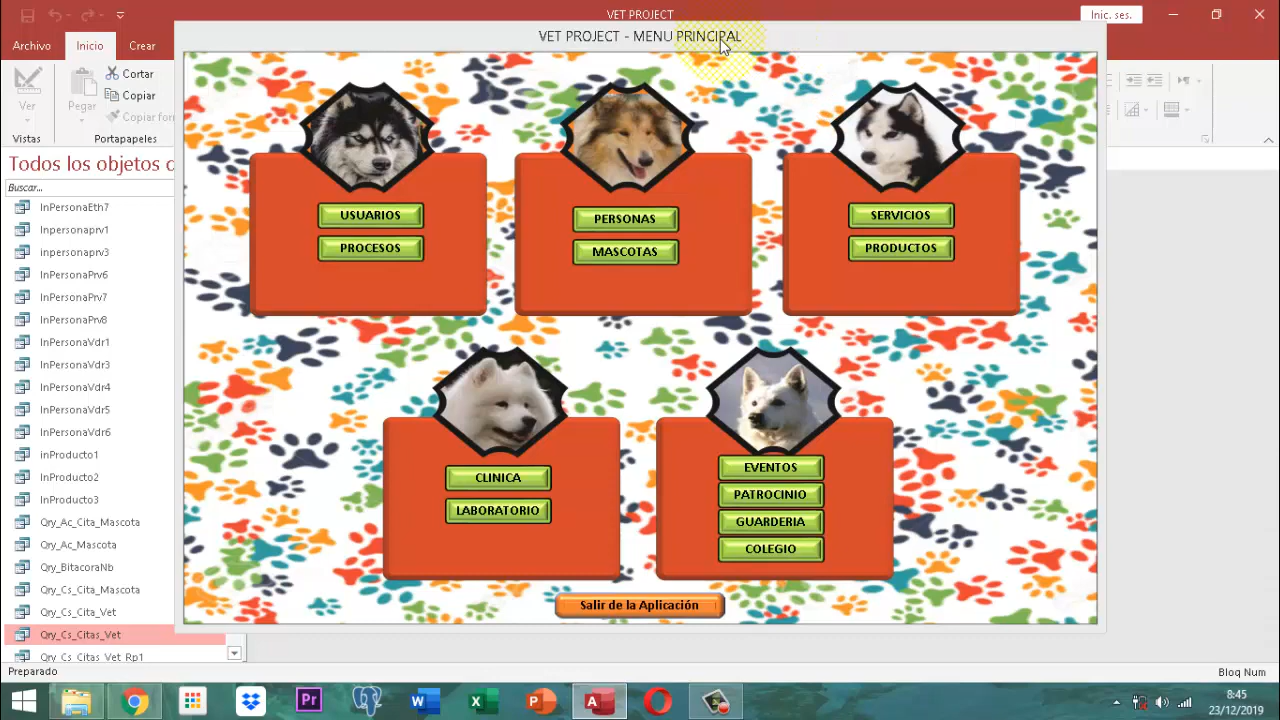 VET PROJECT
Inic. ses.
VET PROJECT - MENU PRINCIPAL
Archivo
Inicio
Crear
Ver
Pegar
Cortar
Copiar
Copiar form
Vistas
Portapapeles
Todos los objetos
Buscar...
InPersonaEth7
Inpersonaprv1
inpersonaprv3
InPersonaPrv6
InPersonaPrv7
InPersonaPrv8
InPersonaVdr1
InPersonaVdr3
InPersonaVdr4
InPersonaVdr5
InPersonaVdr6
inProducto1
InProducto2
InProducto3
Qry_Ac_Cita_Mascota
Qry_Ac_Mascota
Qry_BitacoraNb
Qry_Cs_Cita_Mascota
Qry_Cs_Cita_Vet
Qry_Cs_Citas_Vet
Qry_Cs_Citas_Vet_Rp1
USUARIOS
PROCESOS
PERSONAS
MASCOTAS
SERVICIOS
PRODUCTOS
CLINICA
LABORATORIO
EVENTOS
PATROCINIO
GUARDERIA
COLEGIO
Salir de la Aplicación
Preparado
Bloq Num
Pr
W
X
P
A
8:45
23/12/2019